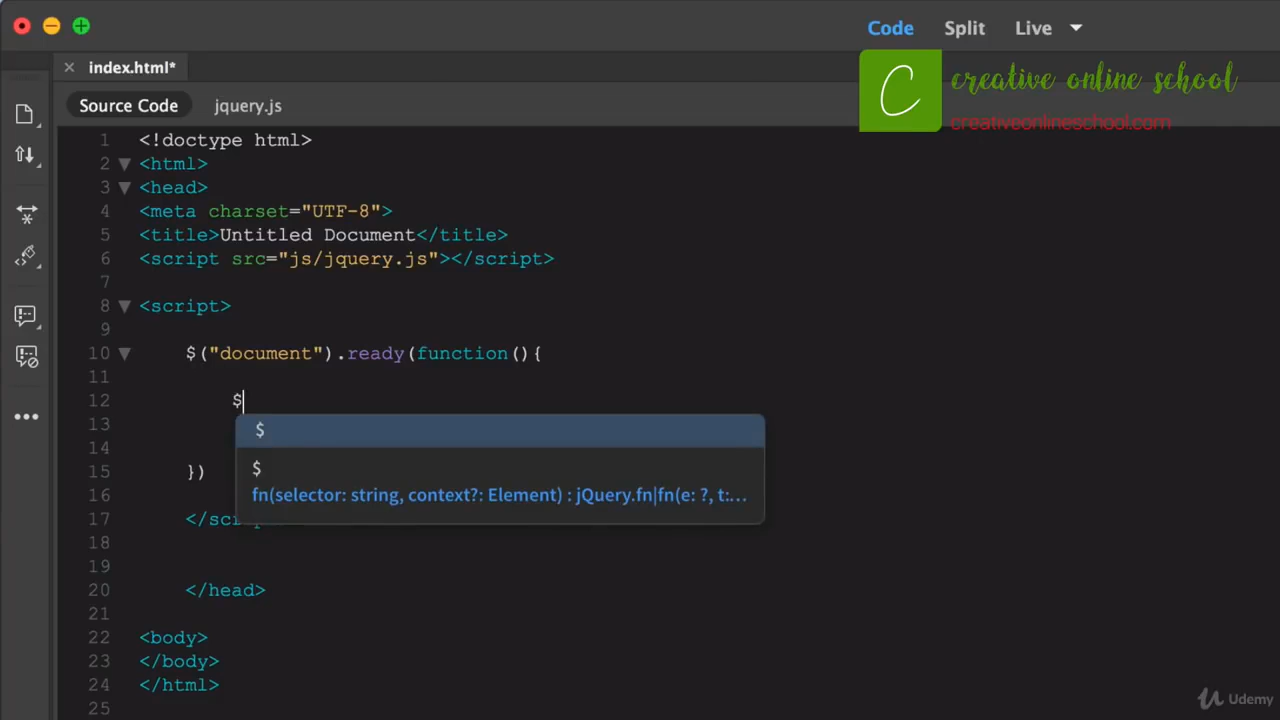 Code Split Live
index.html*
C creative online school
creativeonlineschool.com
Source Code jquery.js
1 <!doctype html>
2 <html>
3 <head>
4 <meta charset="UTF-8">
5 <title>Untitled Document</title>
6 <script src="js/jquery.js"></script>
7
8 <script>
9
10 $("document").ready(function(){
11
12 $
$
13
14
$
15 })
fn(selector: string, context?: Element) : jQuery.fn|fn(e: ?, t:...
16
17 </scr
18
19
20 </head>
21
22 <body>
23 </body>
24 </html>
25
Udemy